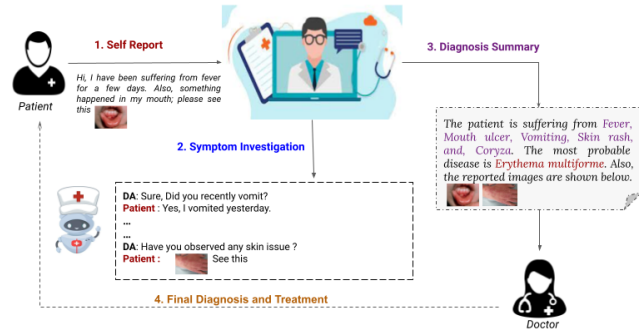 1. Self Report
Hi, I have been suffering from fever
for a few days. Also, something
happened in my mouth; please see
this
Patient
2. Symptom Investigation
DA: Sure, Did you recently vomit?
Patient : Yes, I vomited yesterday.
...
...
DA: Have you observed any skin issue ?
Patient : See this
3. Diagnosis Summary
The patient is suffering from Fever,
Mouth ulcer, Vomiting, Skin rash,
and, Coryza. The most probable
disease is Erythema multiforme. Also,
the reported images are shown below.
4. Final Diagnosis and Treatment
Doctor